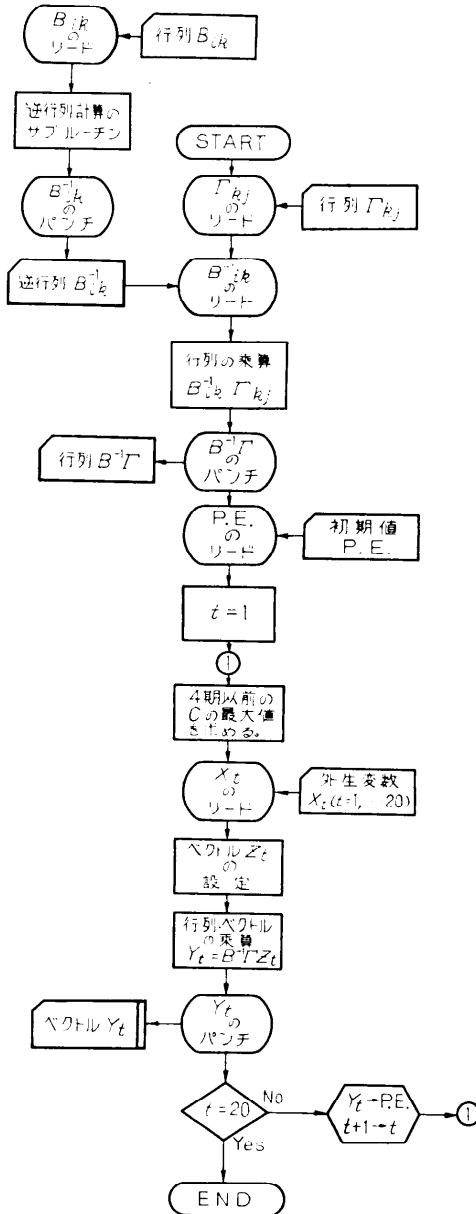 B_{ik}
の
リード
行列 B_{ik}
逆行列計算の
サブルーチン
B^{-1}_{ik}
の
パンチ
逆行列 B^{-1}_{ik}
START
Γ_{kj}
の
リード
行列 Γ_{kj}
B^{-1}_{ik}
の
リード
行列の乗算
B^{-1}_{ik} Γ_{kj}
B^{-1}Γ
の
パンチ
行列 B^{-1}Γ
P.E.
の
リード
初期値
P.E.
t=1
1
4期以前の
Cの最大値
を求める。
X_t
の
リード
外生変数
X_t(t=1,…20)
ベクトル Z_t
の
設定
行列・ベクトル
の乗算
Y_t=B^{-1}ΓZ_t
Y_t
の
パンチ
ベクトル Y_t
t=20
No
Yes
Y_t→P.E.
t+1→t
1
END